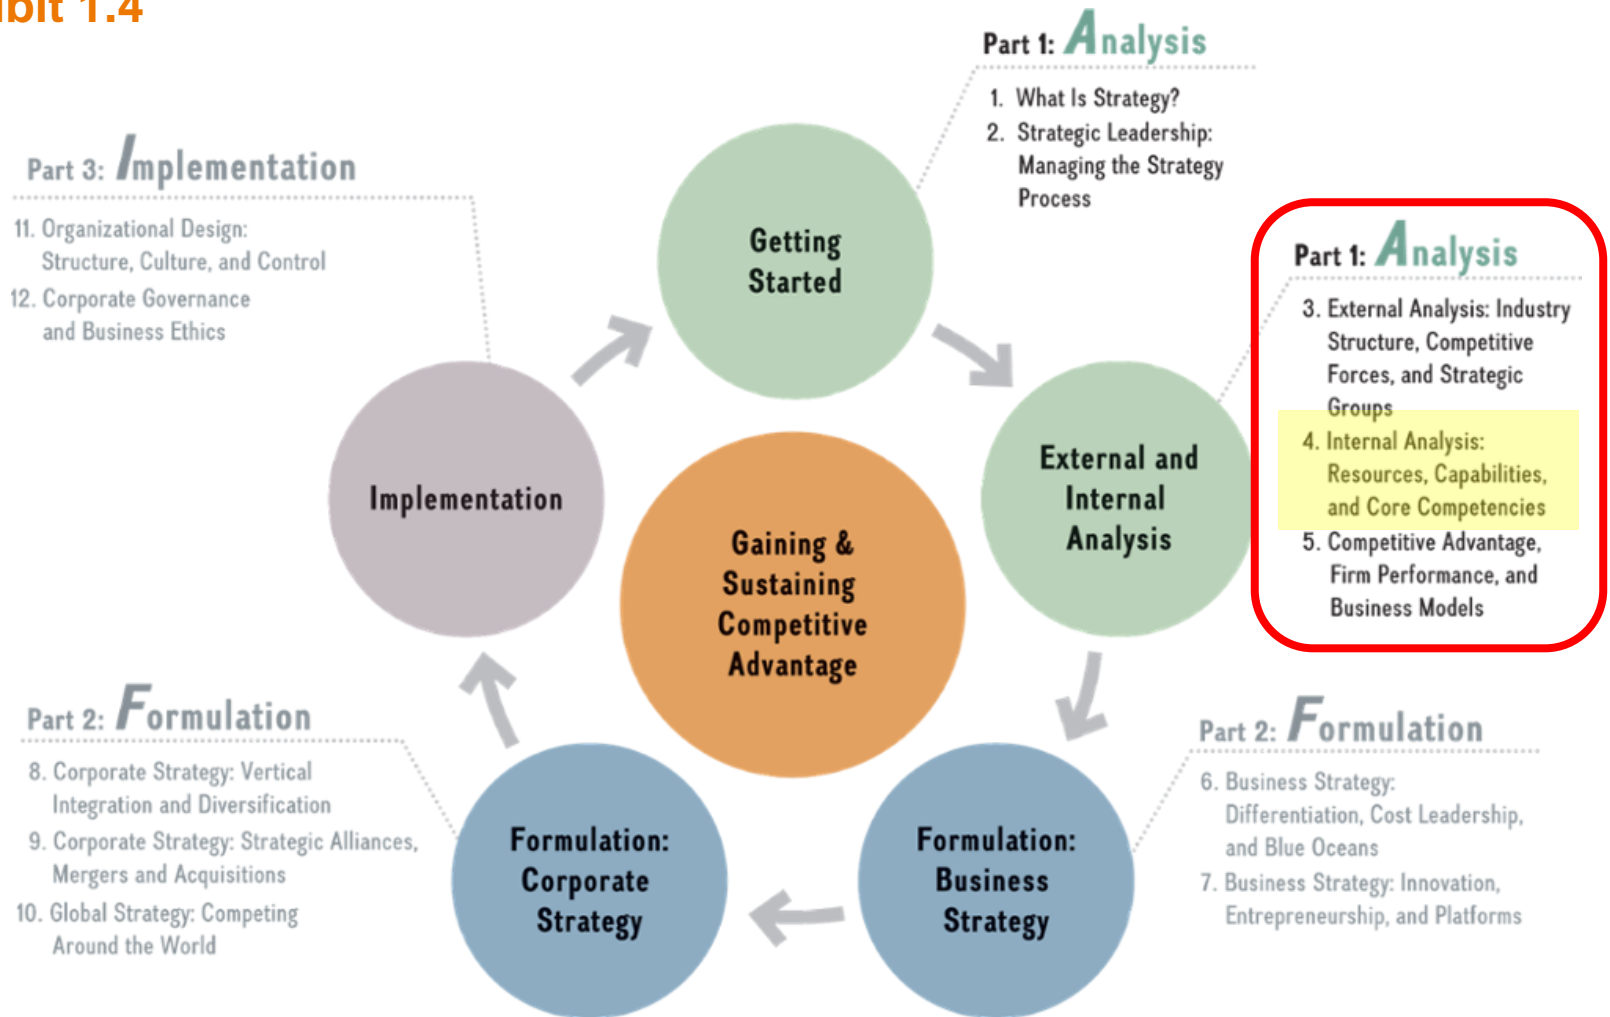 bit 1.4
Part 1: Analysis
1. What Is Strategy?
2. Strategic Leadership:
Managing the Strategy
Process
Part 3: Implementation
11. Organizational Design:
Structure, Culture, and Control
12. Corporate Governance
and Business Ethics
Getting
Started
Part 1: Analysis
3. External Analysis: Industry
Structure, Competitive
Forces, and Strategic
Groups
4. Internal Analysis:
Resources, Capabilities,
and Core Competencies
5. Competitive Advantage,
Firm Performance, and
Business Models
External and
Internal
Analysis
Implementation
Gaining &
Sustaining
Competitive
Advantage
Part 2: Formulation
8. Corporate Strategy: Vertical
Integration and Diversification
9. Corporate Strategy: Strategic Alliances,
Mergers and Acquisitions
10. Global Strategy: Competing
Around the World
Formulation:
Corporate
Strategy
Formulation:
Business
Strategy
Part 2: Formulation
6. Business Strategy:
Differentiation, Cost Leadership,
and Blue Oceans
7. Business Strategy: Innovation,
Entrepreneurship, and Platforms